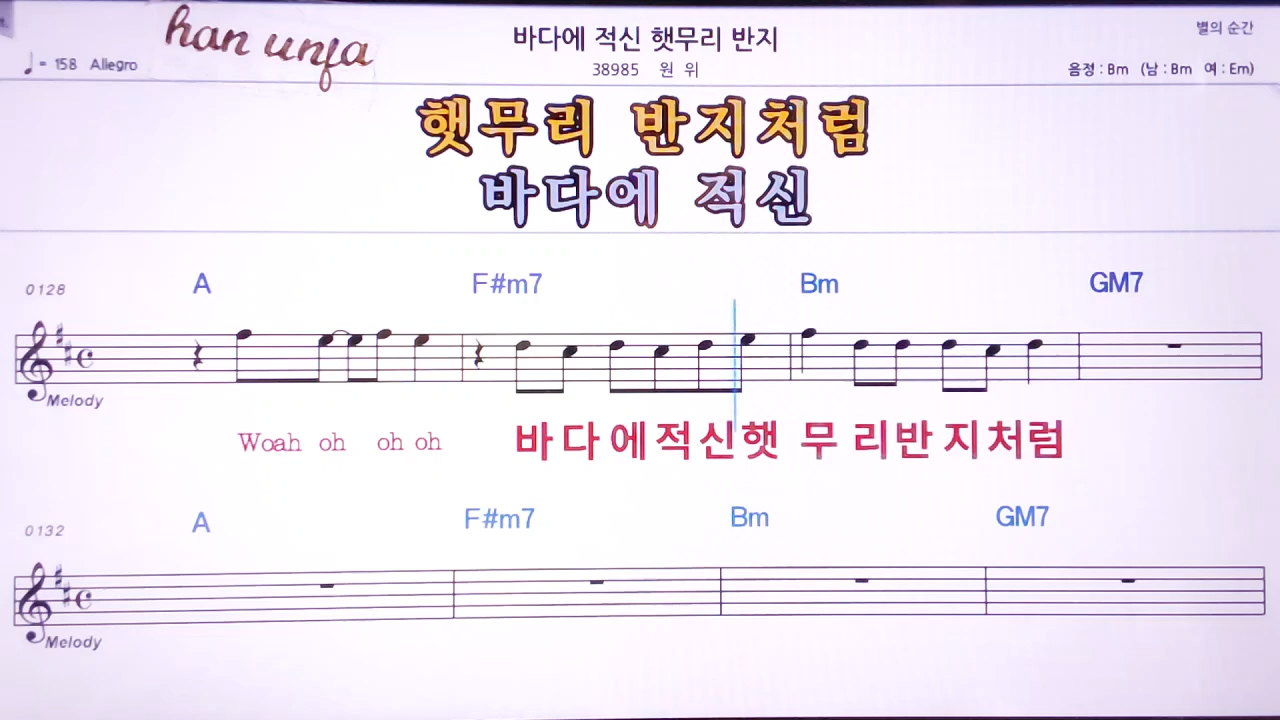 han unja
바다에 적신 햇무리 반지
별의 순간
♩= 158 Allegro
38985 원 위
음정 : Bm (남 : Bm 여 : Em)
햇무리 반지처럼
바다에 적신
A F#m7 Bm GM7
0128
Melody
Woah oh oh oh 바다에적신햇 무 리반지처럼
A F#m7 Bm GM7
0132
Melody